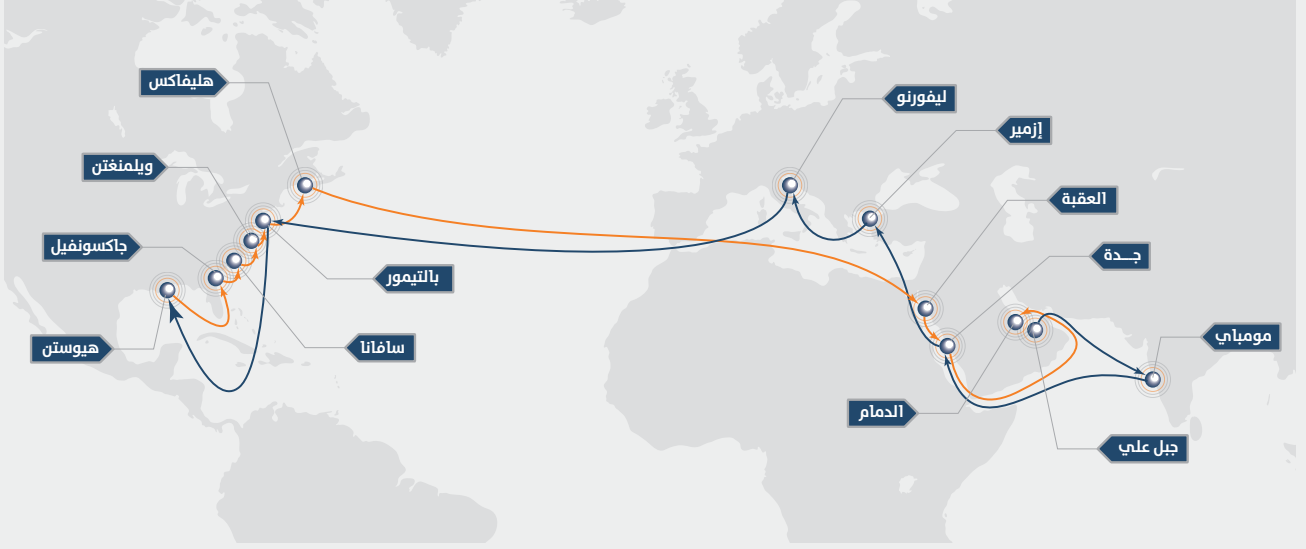 هليفاكس
ليفورنو
إزمير
ويلمنغتن
العقبة
جاكسونفيل
جــدة
بالتيمور
مومباي
سافانا
هيوستن
الدمام
جبل علي